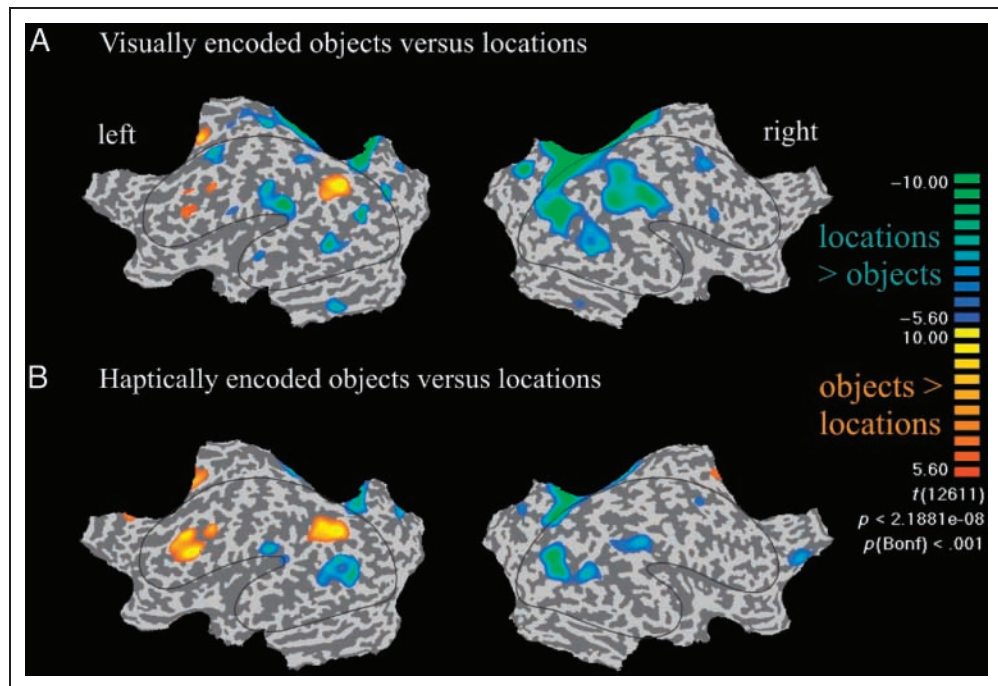 A Visually encoded objects versus locations
left
right
-10.00
locations
> objects
-5.60
10.00
B Haptically encoded objects versus locations
objects >
locations
5.60
t(12611)
p < 2.1881e-08
p(Bonf) < .001